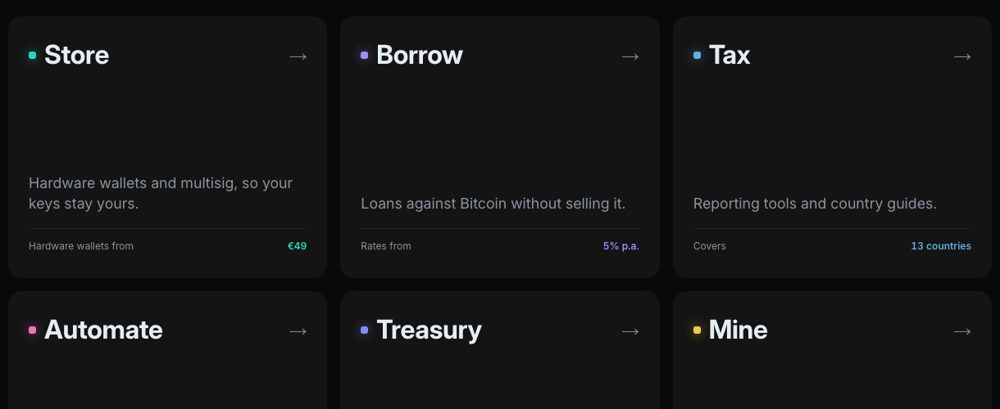 Store →
Borrow →
Tax →
Hardware wallets and multisig, so your
keys stay yours.
Loans against Bitcoin without selling it.
Reporting tools and country guides.
Hardware wallets from €49
Rates from 5% p.a.
Covers 13 countries
Automate →
Treasury →
Mine →